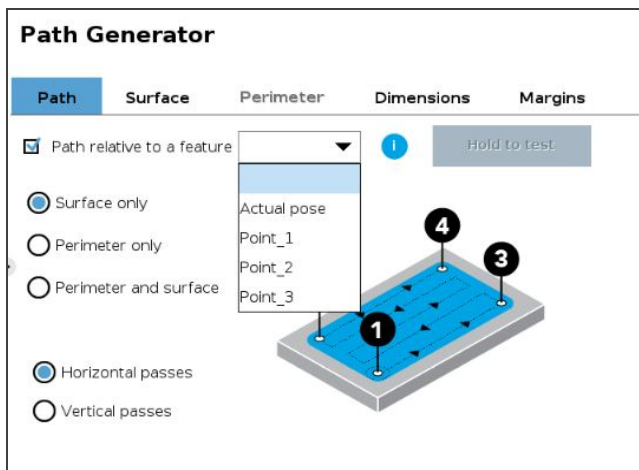 Path Generator
Path Surface Perimeter Dimensions Margins
Path relative to a feature i Hold to test
Surface only
Actual pose
Perimeter only
Point_1
Point_2
Perimeter and surface
Point_3
4
3
1
Horizontal passes
Vertical passes